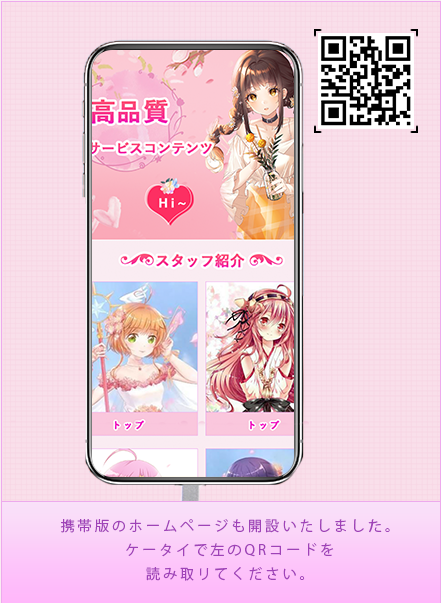 高品質
サービスコンテンツ
Hi~
スタッフ紹介
トップ
トップ
携帯版のホームページも開設いたしました。
ケータイで左のQRコードを
読み取りてください。